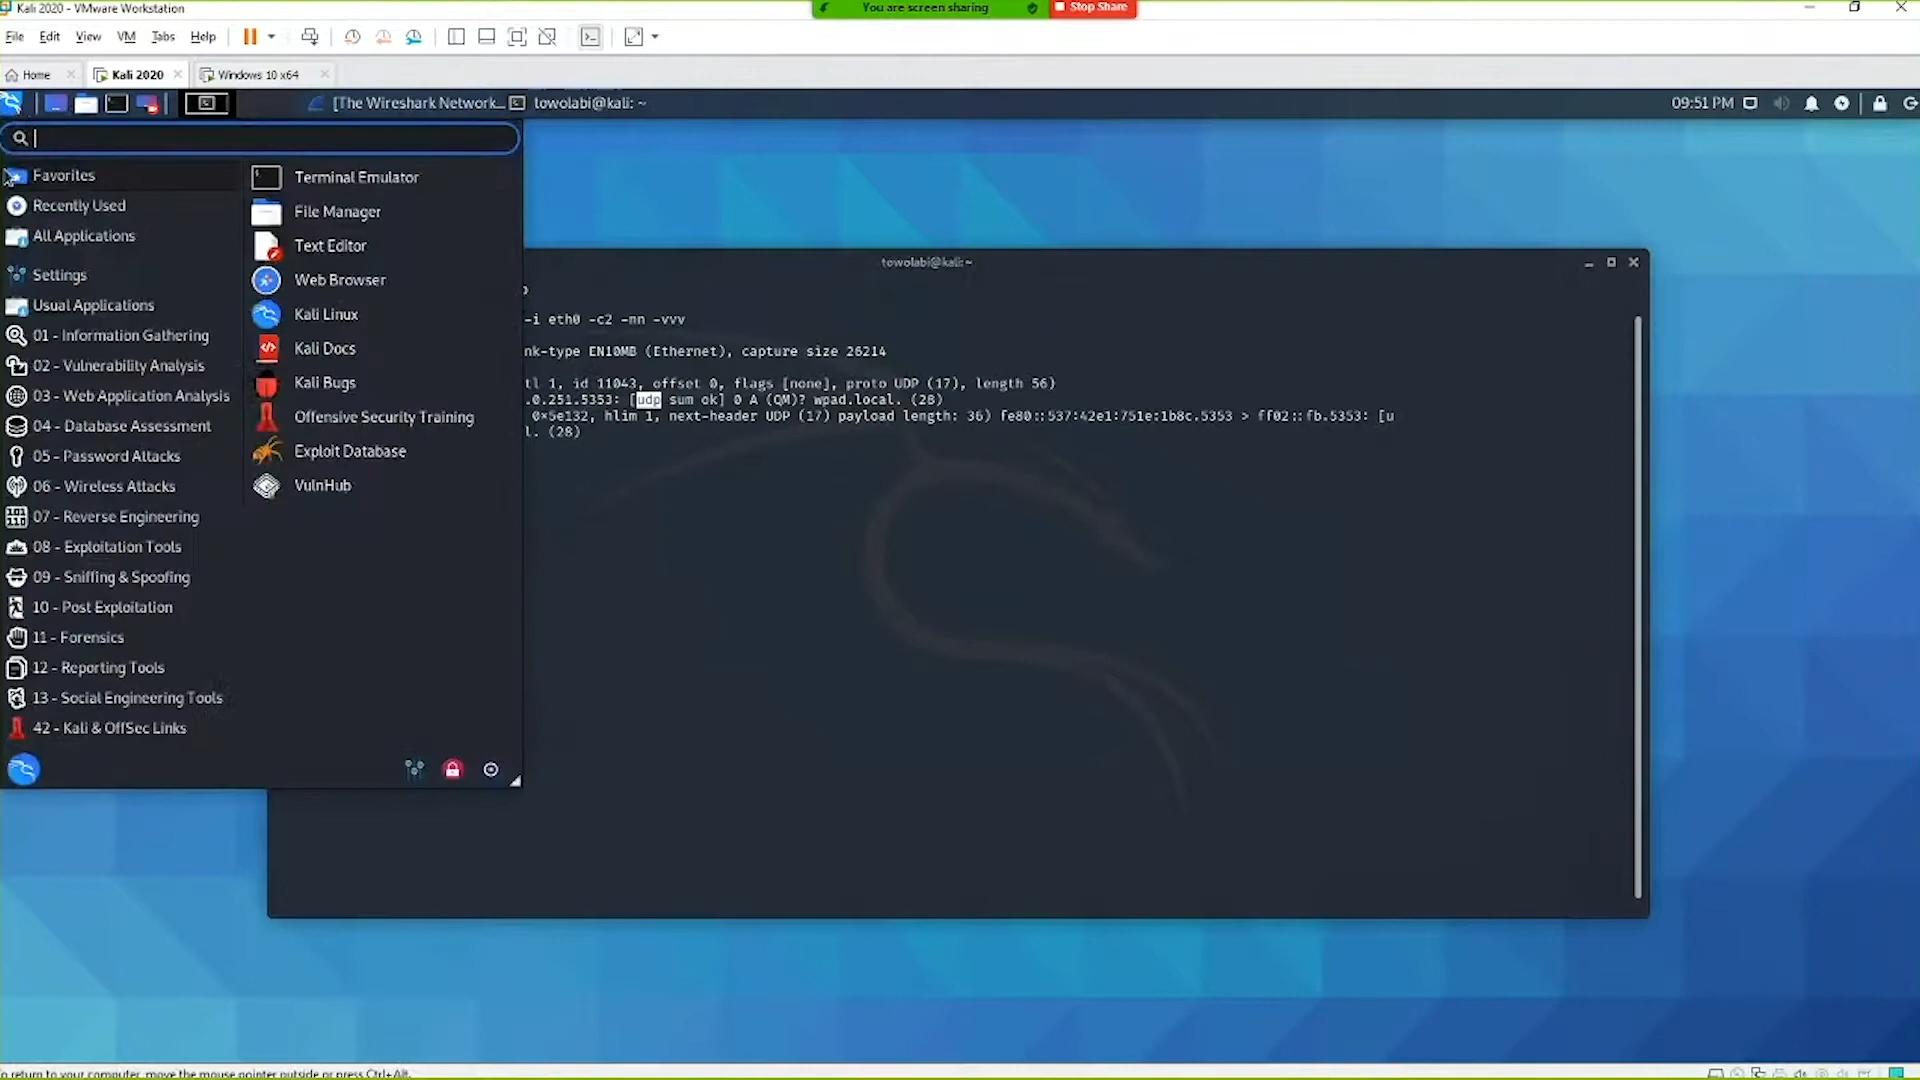 Kali 2020 - VMware Workstation
You are screen sharing
Stop Share
File Edit View VM Tabs Help
Home
Kali 2020
Windows 10 x64
[The Wireshark Network...
towolabi@kali: ~
09:51 PM
Favorites
Recently Used
All Applications
Settings
Usual Applications
01 - Information Gathering
02 - Vulnerability Analysis
03 - Web Application Analysis
04 - Database Assessment
05 - Password Attacks
06 - Wireless Attacks
07 - Reverse Engineering
08 - Exploitation Tools
09 - Sniffing & Spoofing
10 - Post Exploitation
11 - Forensics
12 - Reporting Tools
13 - Social Engineering Tools
42 - Kali & OffSec Links
Terminal Emulator
File Manager
Text Editor
Web Browser
Kali Linux
Kali Docs
Kali Bugs
Offensive Security Training
Exploit Database
VulnHub
towolabi@kali: ~
-i eth0 -c2 -nn -vvv
nk-type EN10MB (Ethernet), capture size 26214
tl 1, id 11043, offset 0, flags [none], proto UDP (17), length 56)
.0.251.5353: [udp sum ok] 0 A (QM)? wpad.local. (28)
0×5e132, hlim 1, next-header UDP (17) payload length: 36) fe80::537:42e1:751e:1b8c.5353 > ff02::fb.5353: [u
l. (28)
o return to your computer, move the mouse pointer outside or press Ctrl+Alt.